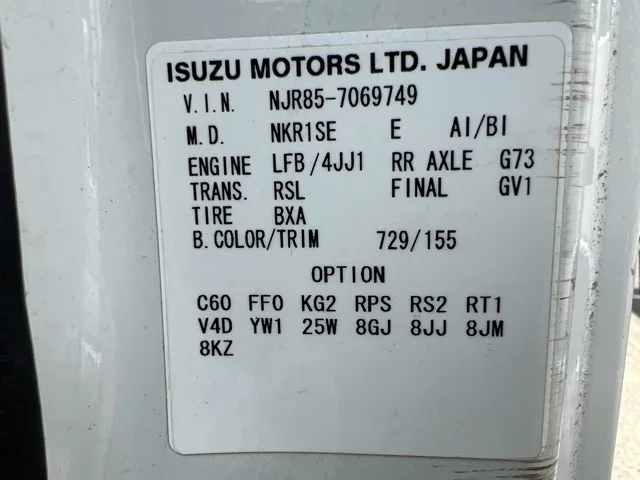 ISUZU MOTORS LTD. JAPAN
V.I.N. NJR85-7069749
M.D. NKR1SE E AI/BI
ENGINE LFB/4JJ1 RR AXLE G73
TRANS. RSL FINAL GV1
TIRE BXA
B.COLOR/TRIM 729/155
OPTION
C60 FF0 KG2 RPS RS2 RT1
V4D YW1 25W 8GJ 8JJ 8JM
8KZ